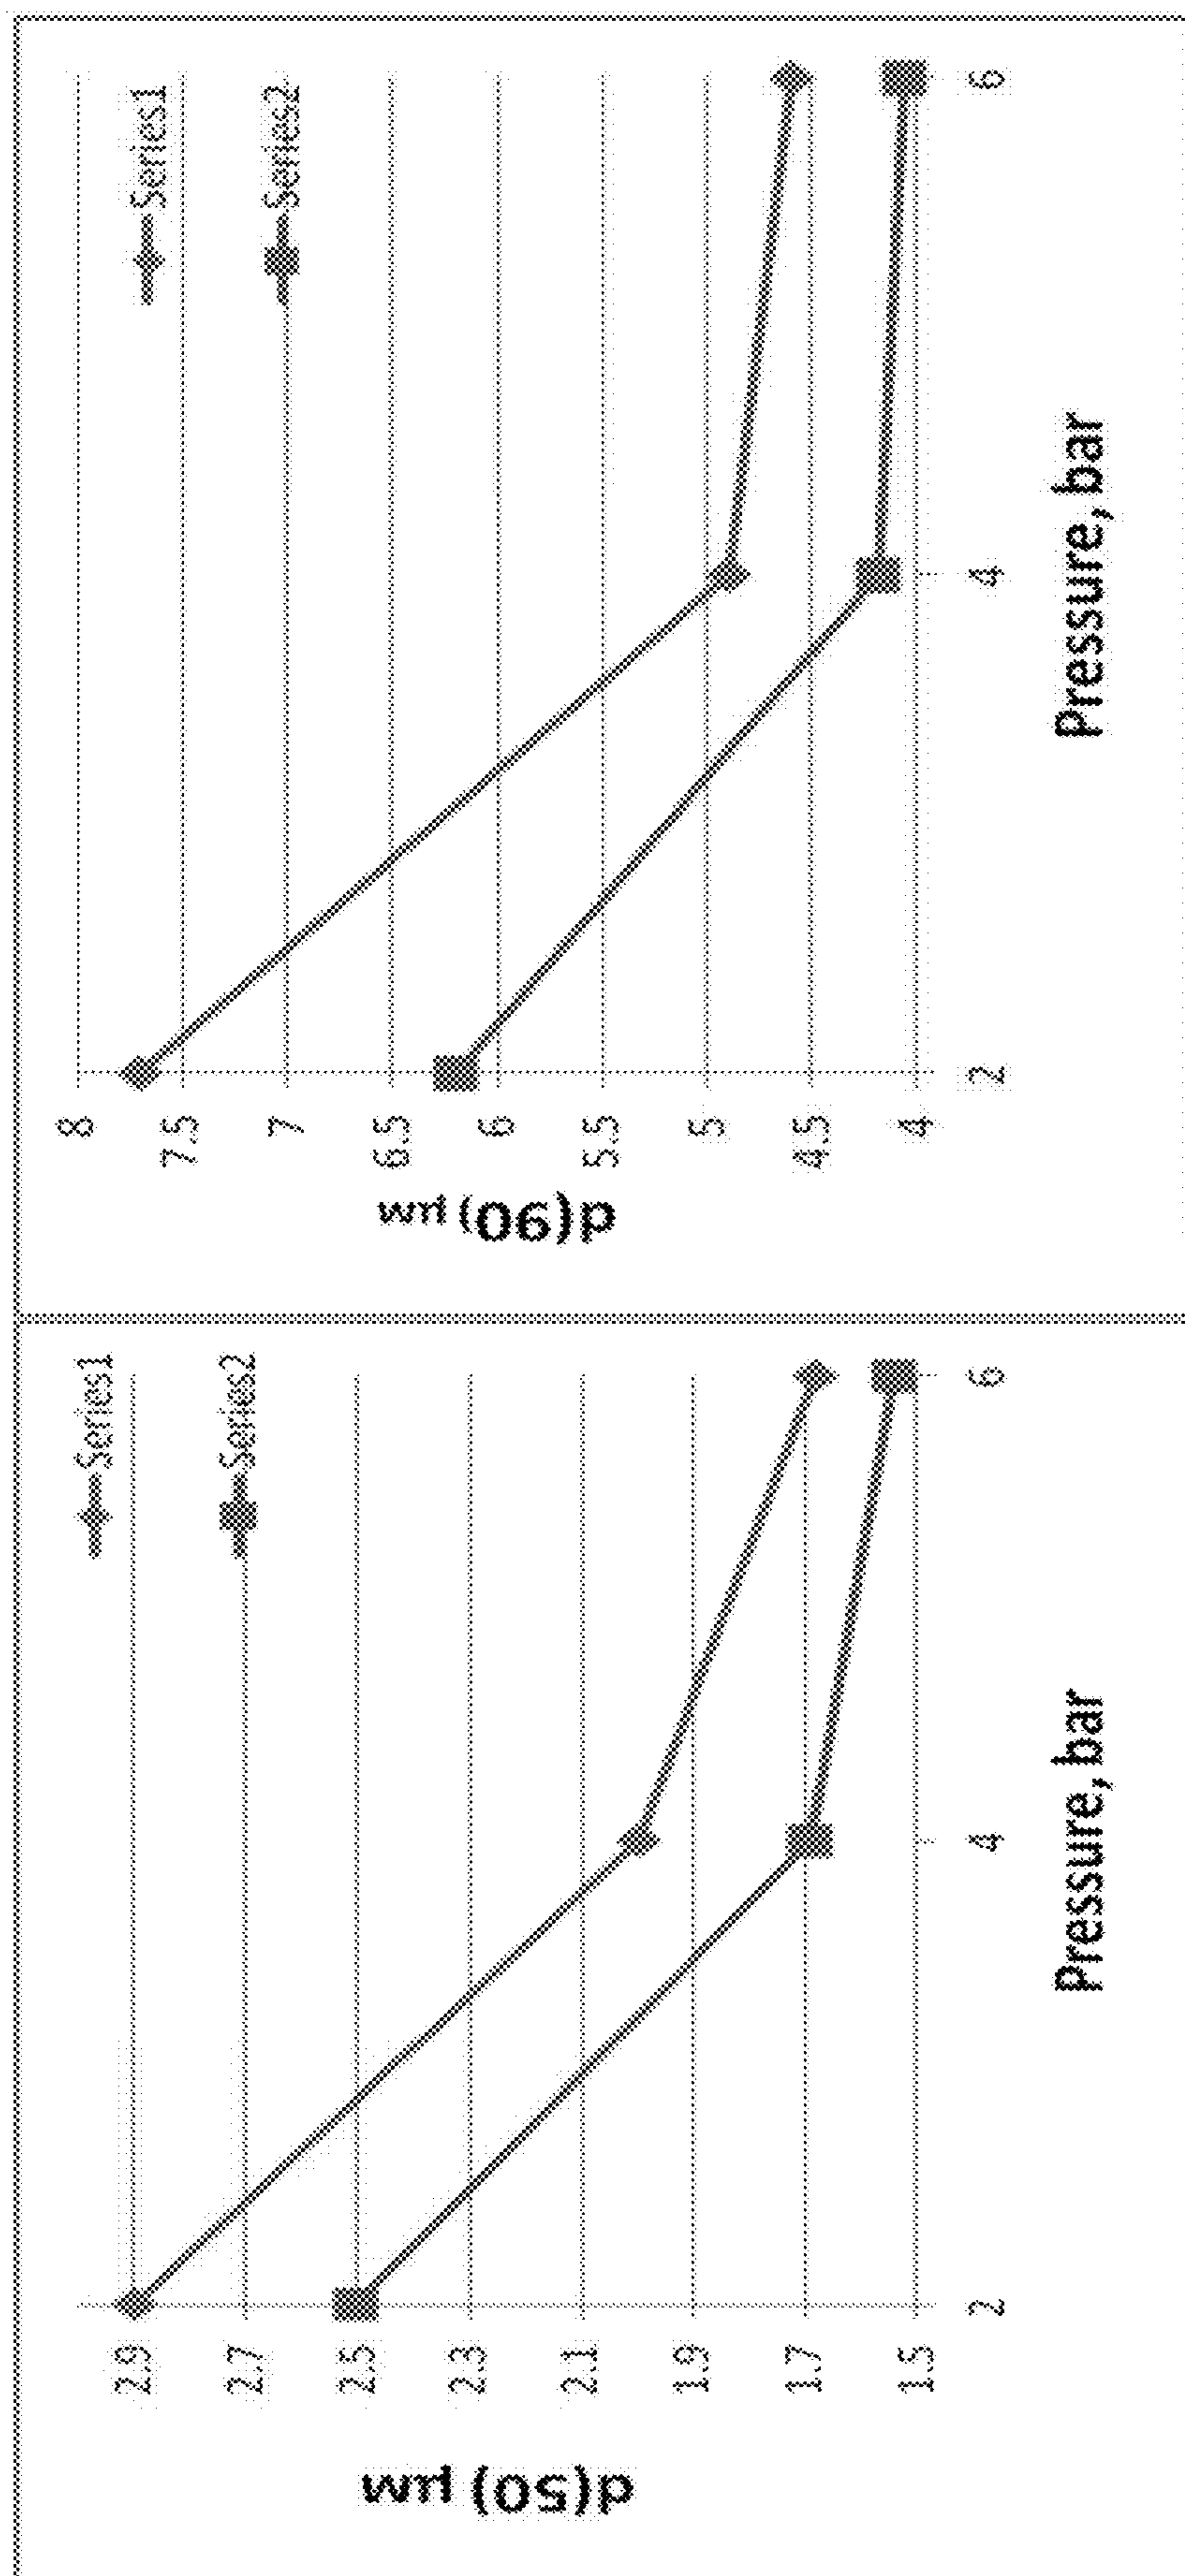 d(50) µm
2.9
2.7
2.5
2.3
2.1
1.9
1.7
1.5
2
4
6
Pressure, bar
Series1
Series2
d(90) µm
8
7.5
7
6.5
6
5.5
5
4.5
4
2
4
6
Pressure, bar
Series1
Series2